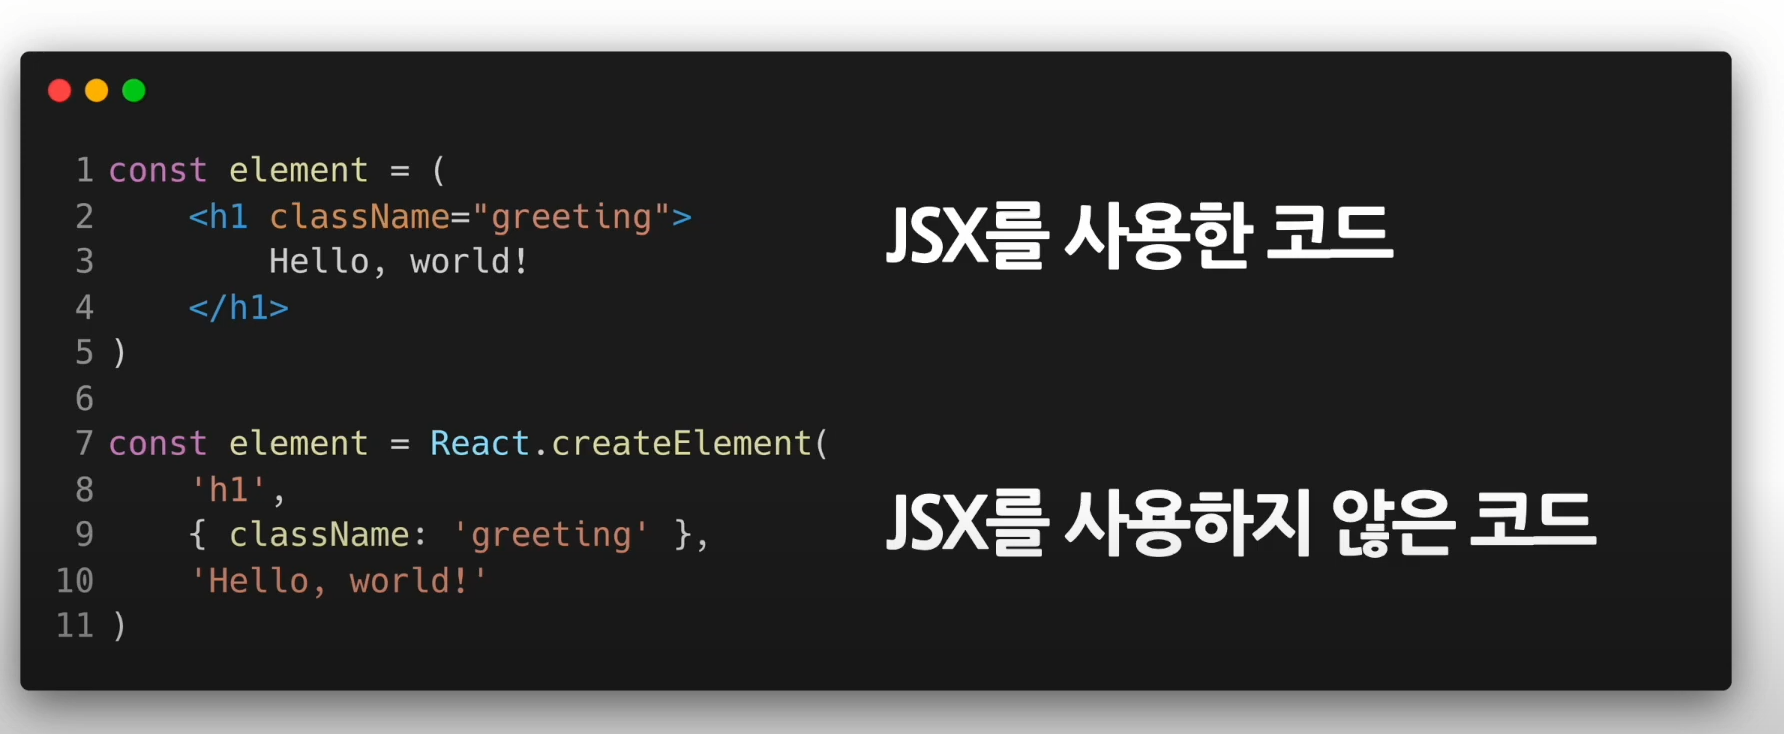 1 const element = (
2     <h1 className="greeting">
3         Hello, world!
4     </h1>
5 )
6
7 const element = React.createElement(
8     'h1',
9     { className: 'greeting' },
10     'Hello, world!'
11 )
JSX를 사용한 코드
JSX를 사용하지 않은 코드